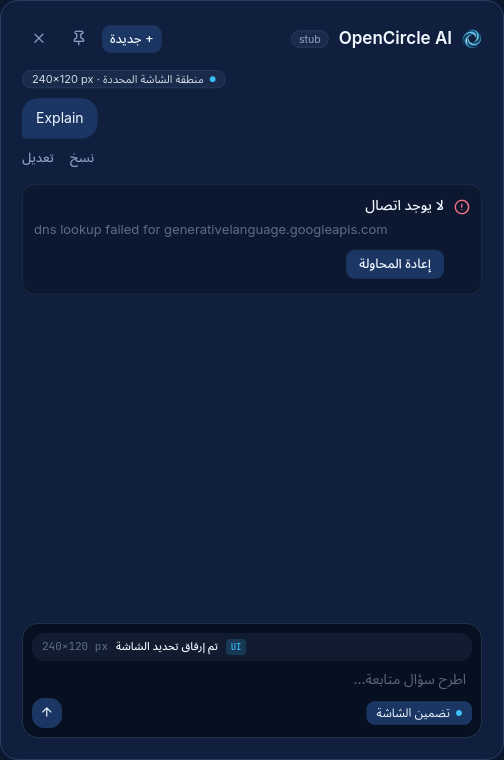 OpenCircle AI stub + جديدة
منطقة الشاشة المحددة · 240×120 px
Explain
نسخ تعديل
لا يوجد اتصال
dns lookup failed for generativelanguage.googleapis.com
إعادة المحاولة
UI تم إرفاق تحديد الشاشة 240×120 px
اطرح سؤال متابعة...
تضمين الشاشة